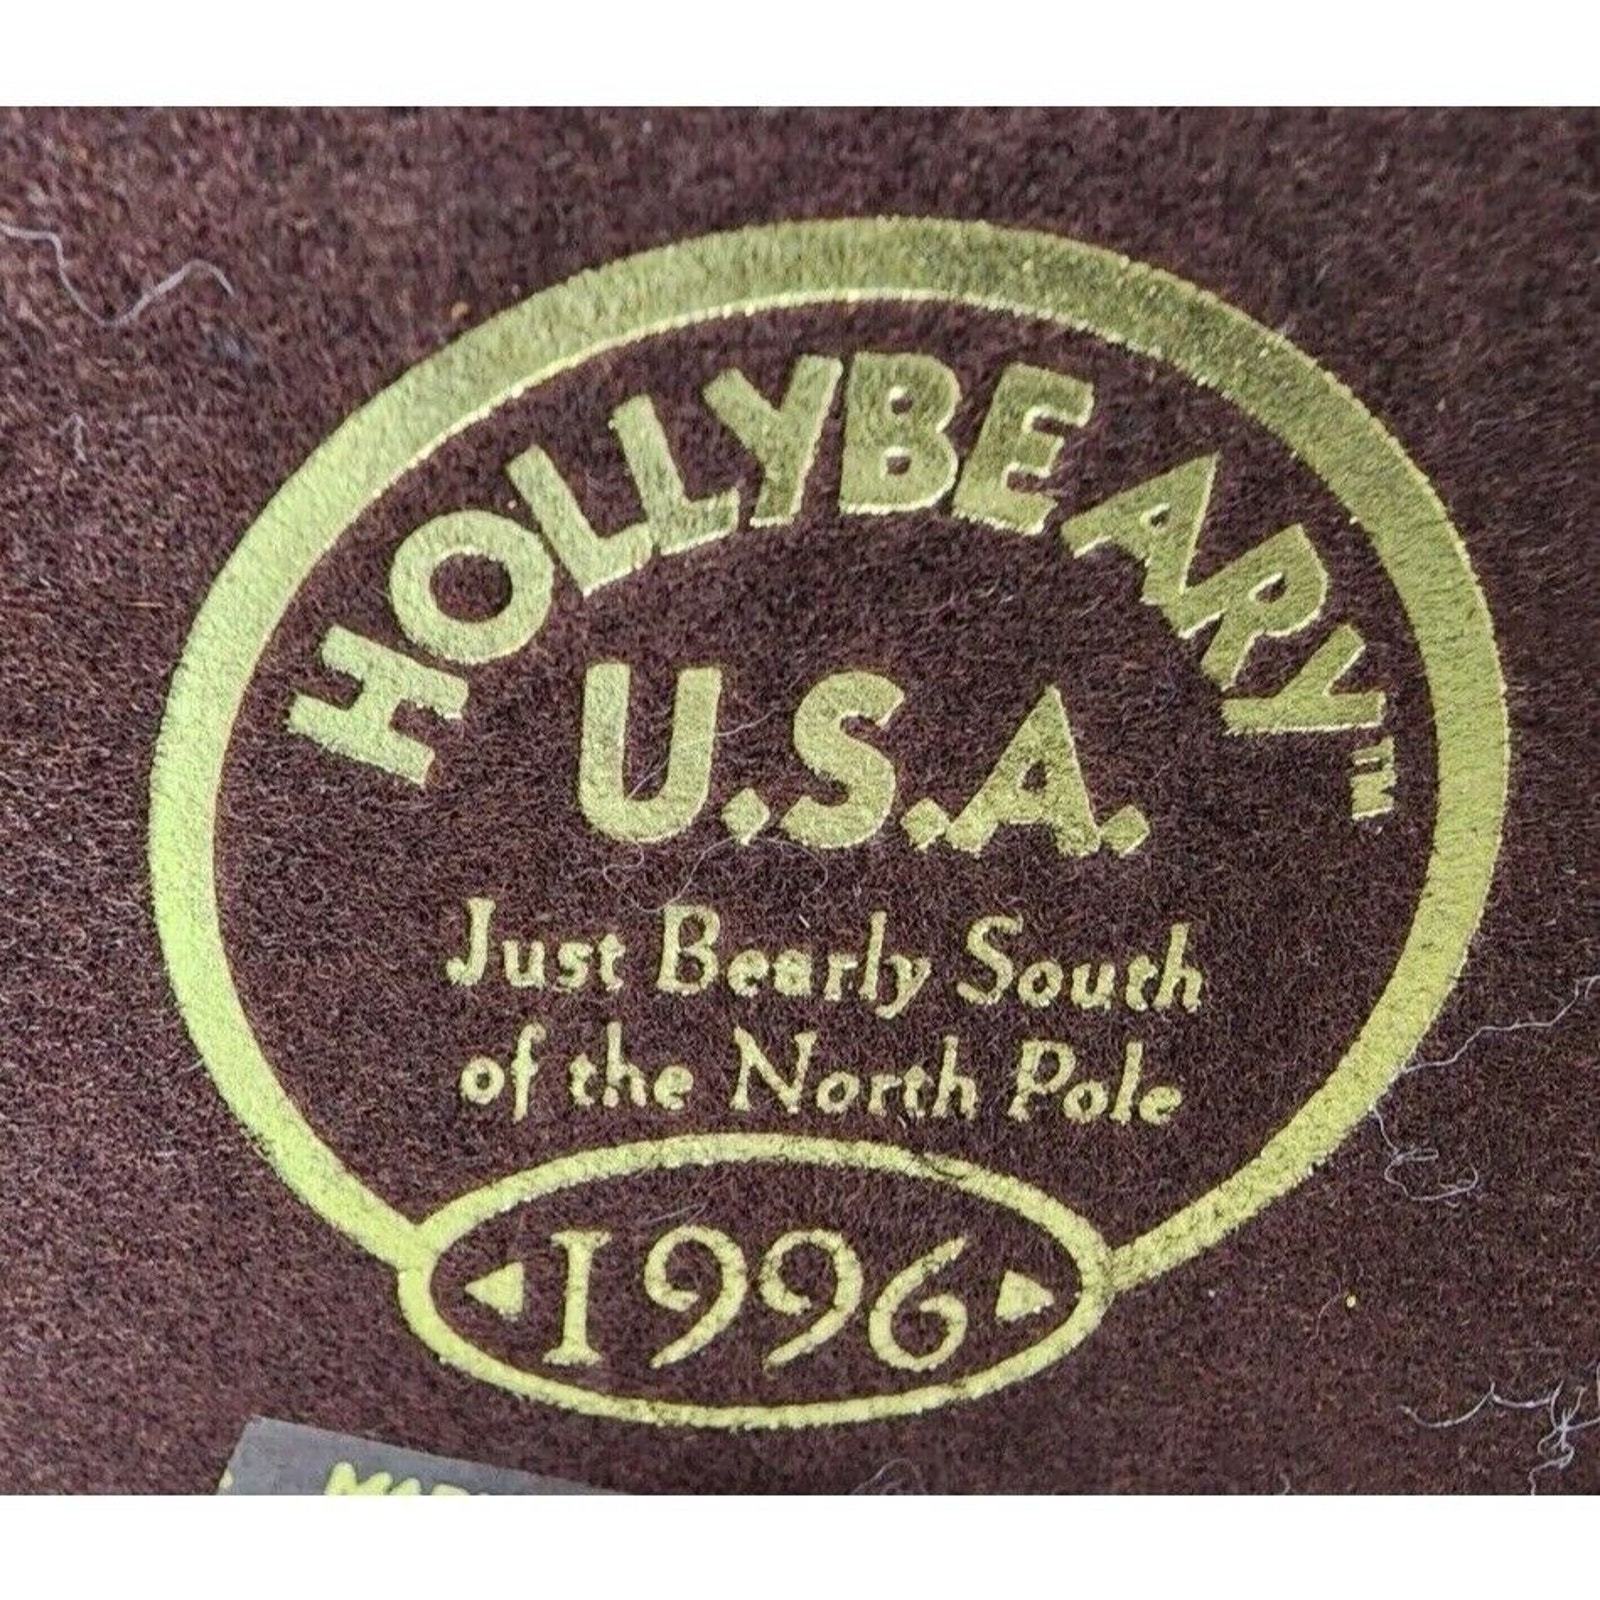 HOLLYBEARY™
U.S.A.
Just Bearly South
of the North Pole
1996